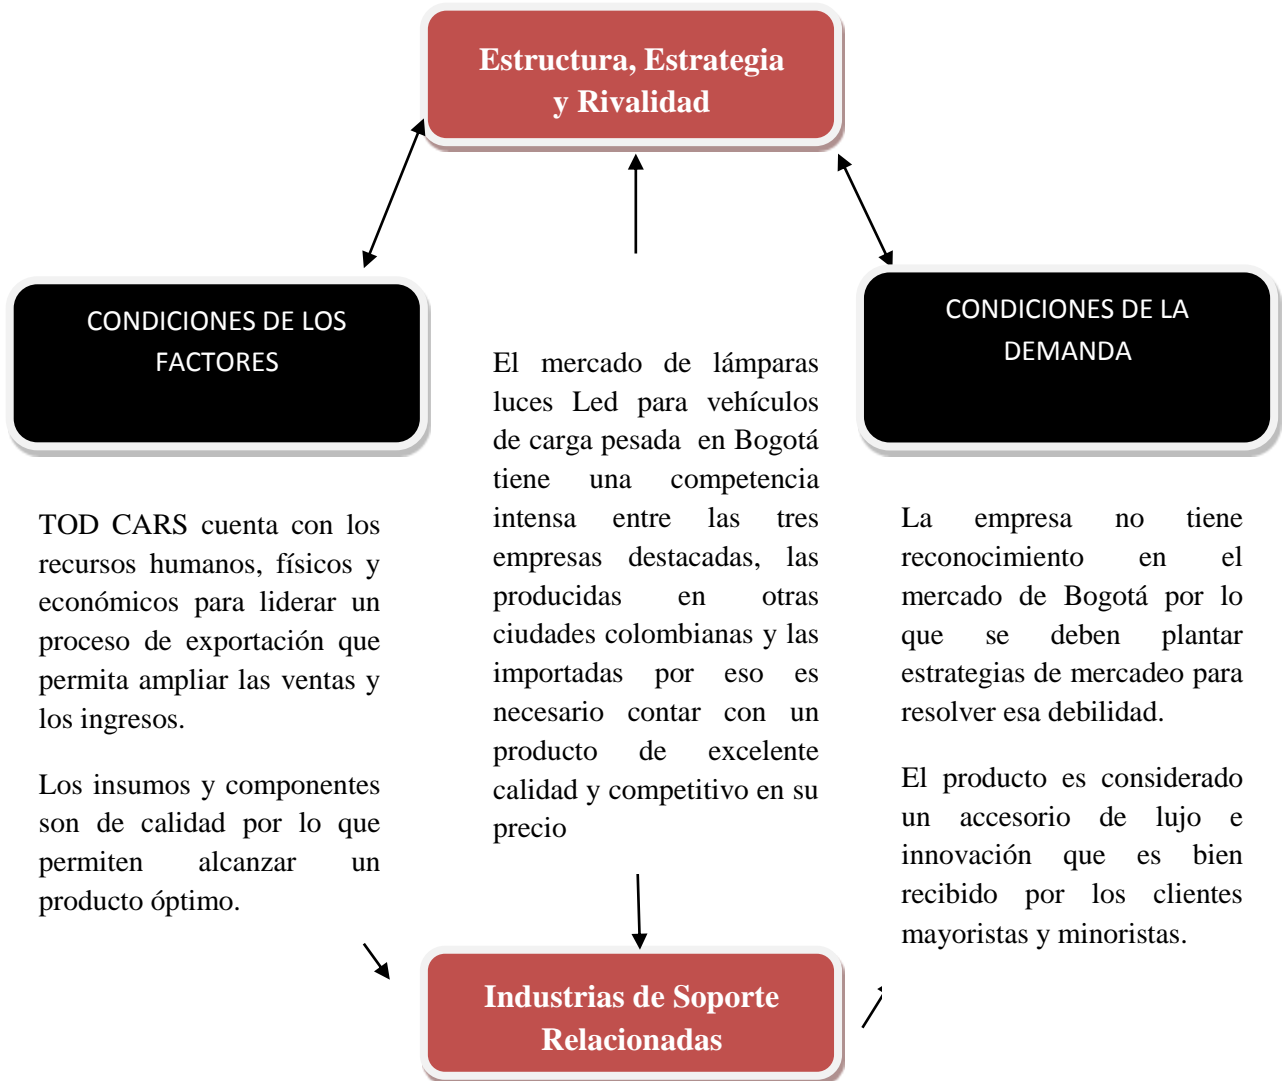 Estructura, Estrategia
y Rivalidad
CONDICIONES DE LOS
FACTORES
CONDICIONES DE LA
DEMANDA
El mercado de lámparas
luces Led para vehículos
de carga pesada en Bogotá
tiene una competencia
intensa entre las tres
empresas destacadas, las
producidas en otras
ciudades colombianas y las
importadas por eso es
necesario contar con un
producto de excelente
calidad y competitivo en su
precio
TOD CARS cuenta con los
recursos humanos, físicos y
económicos para liderar un
proceso de exportación que
permita ampliar las ventas y
los ingresos.
Los insumos y componentes
son de calidad por lo que
permiten alcanzar un
producto óptimo.
La empresa no tiene
reconocimiento en el
mercado de Bogotá por lo
que se deben plantar
estrategias de mercadeo para
resolver esa debilidad.
El producto es considerado
un accesorio de lujo e
innovación que es bien
recibido por los clientes
mayoristas y minoristas.
Industrias de Soporte
Relacionadas